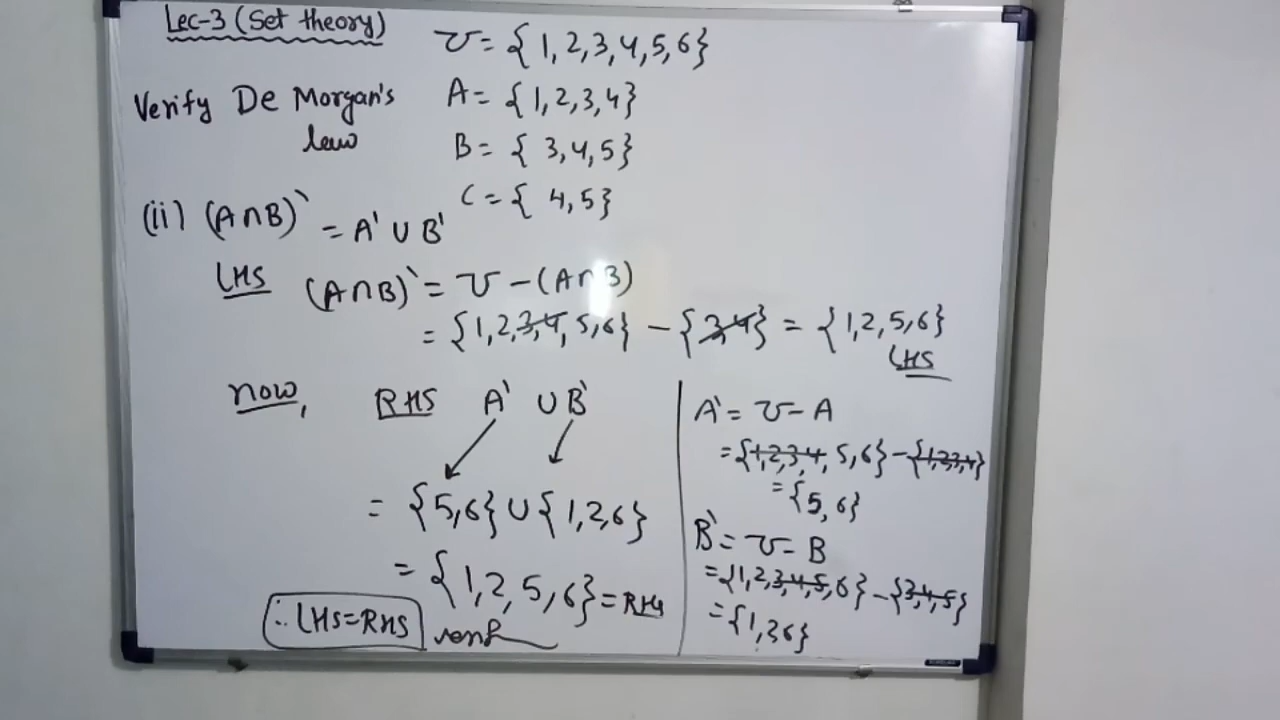 Lec-3 (Set theory)
Verify De Morgan's
law
U = {1,2,3,4,5,6}
A = {1,2,3,4}
B = {3,4,5}
C = {4,5}
(ii) (A∩B)` = A' ∪ B'
LHS (A∩B)` = U - (A∩B)
= {1,2,3,4,5,6} - {3,4} = {1,2,5,6}
LHS
now, RHS A` ∪ B`
= {5,6} ∪ {1,2,6}
= {1,2,5,6} = RHS
∴ LHS=RHS
A` = U - A
= {1,2,3,4,5,6} - {1,2,3,4}
= {5,6}
B` = U - B
= {1,2,3,4,5,6} - {3,4,5}
= {1,2,6}